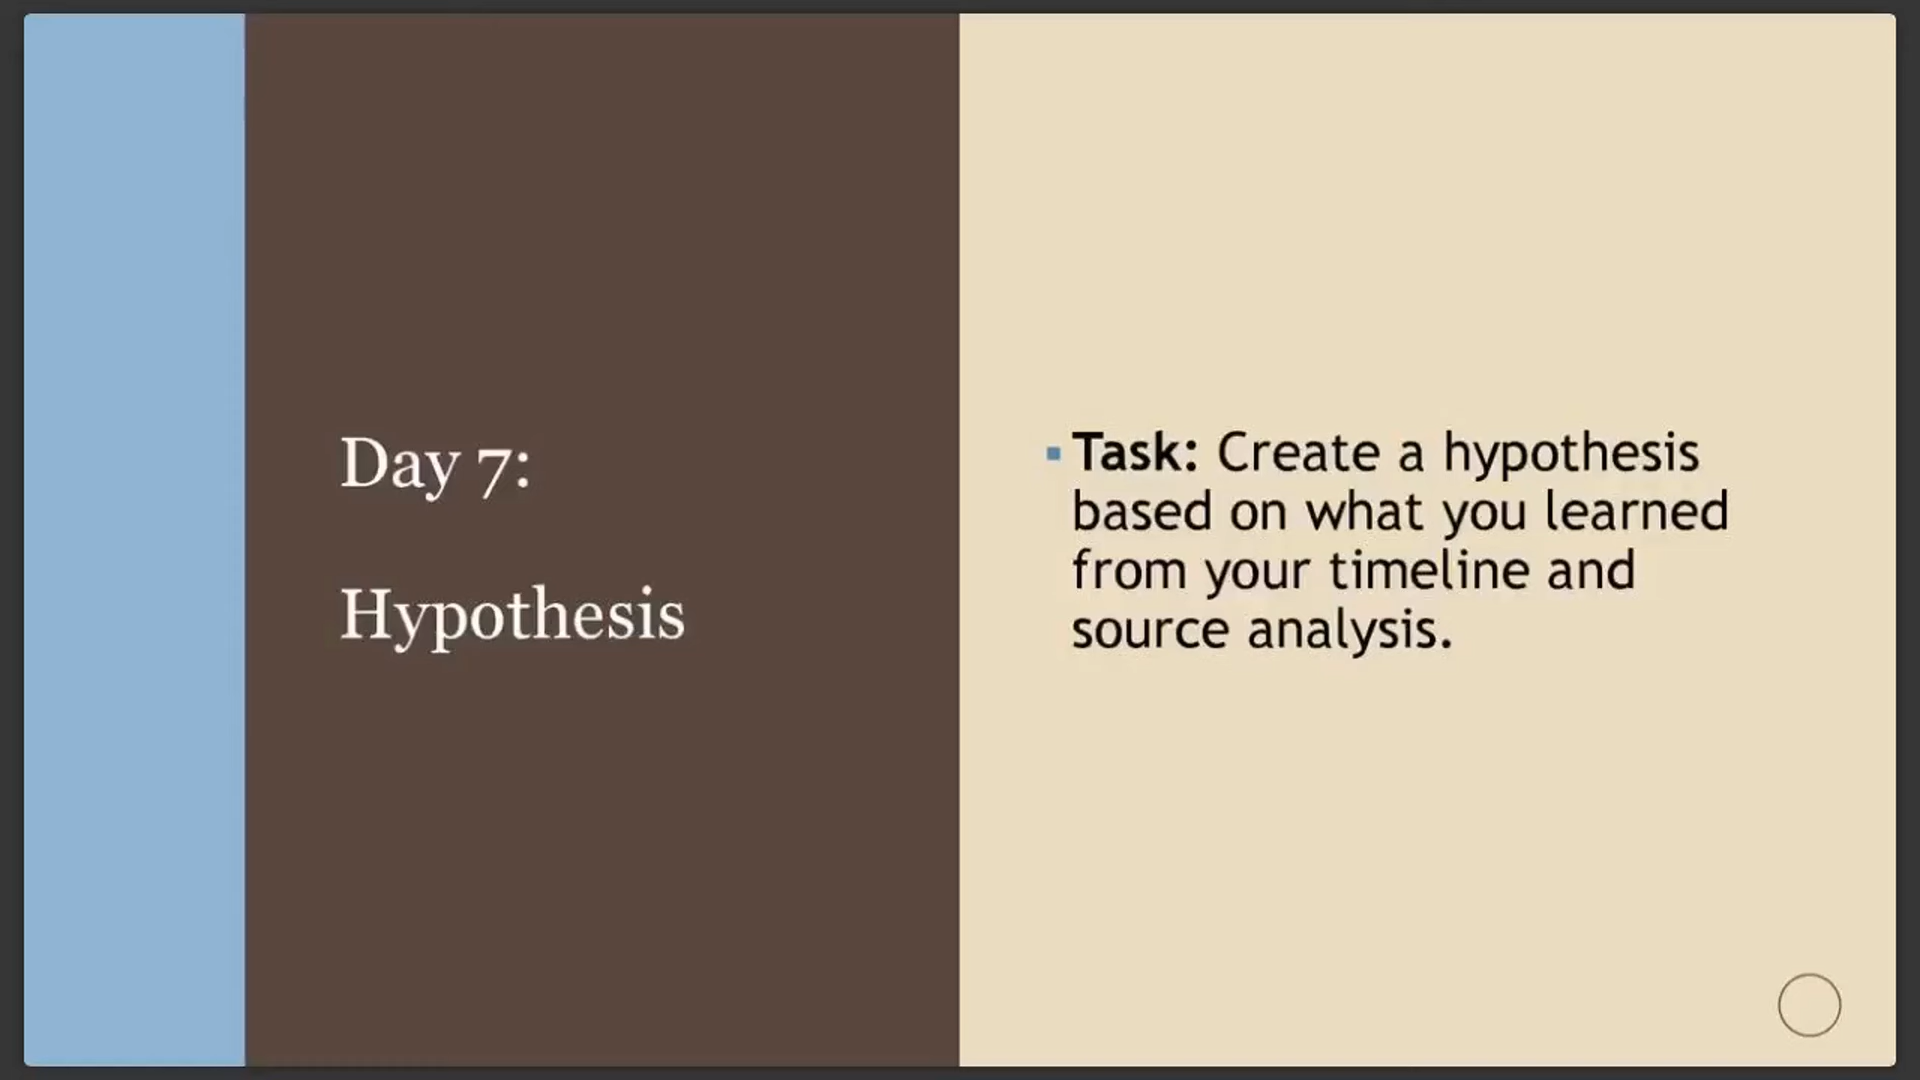 Day 7:
Hypothesis
Task: Create a hypothesis
based on what you learned
from your timeline and
source analysis.